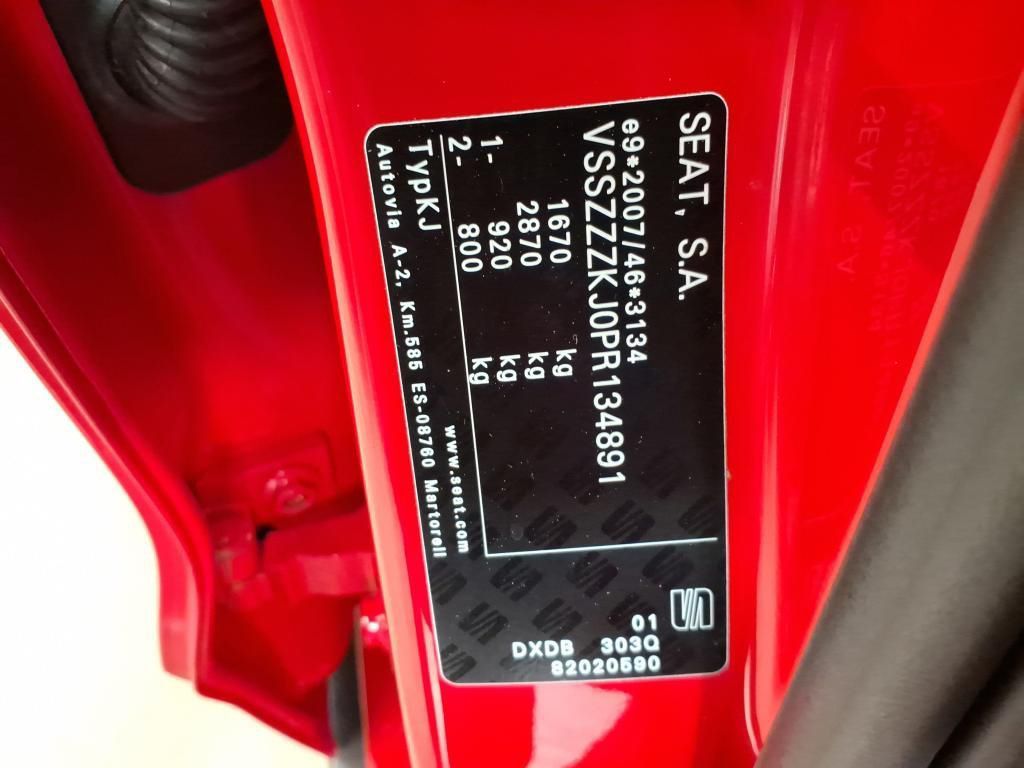 SEAT, S.A.
e9*2007/46*3134
VSSZZZKJ0PR134891
1670 kg
2870 kg
1- 920 kg
2- 800 kg
TypKJ
www.seat.com
Autovia A-2, Km.585 ES-08760 Martorell
01
DXDB 303Q
82020590